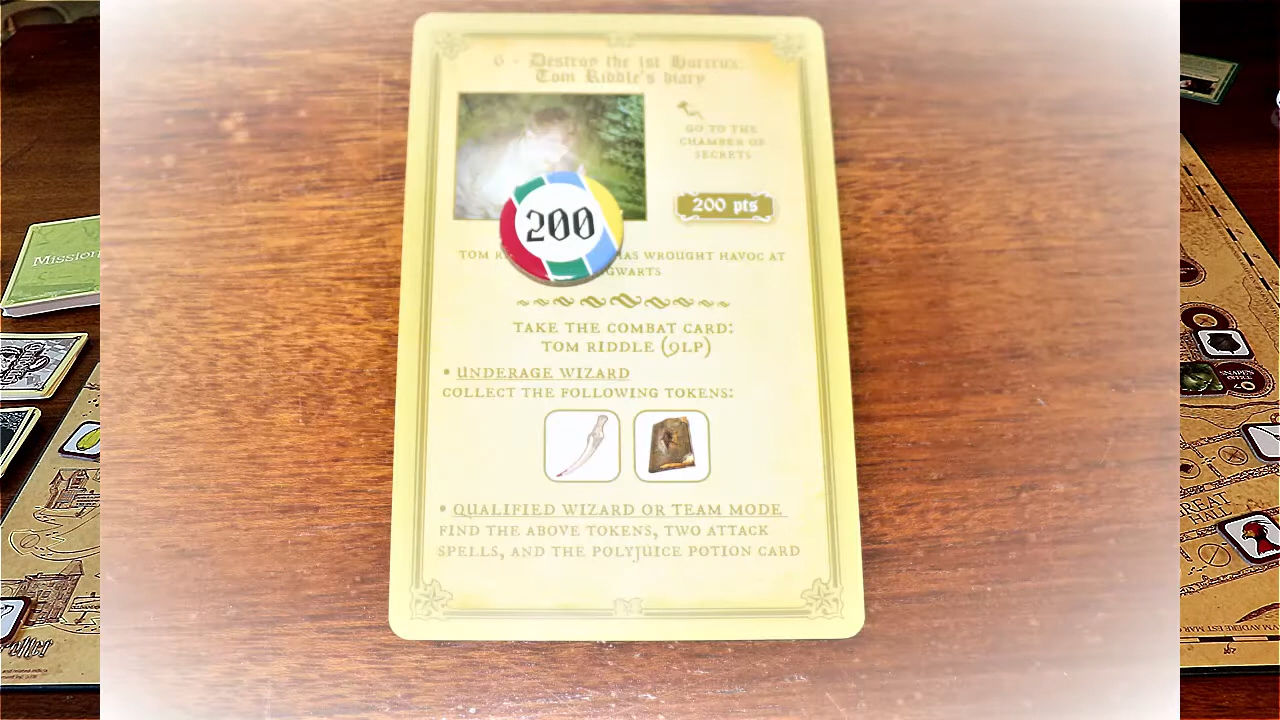 6 - Destroy the 1st Horcrux:
Tom Riddle's diary
GO TO THE
CHAMBER OF
SECRETS
200 pts
200
TOM HAS WROUGHT HAVOC AT
TAKE THE COMBAT CARD:
TOM RIDDLE (9LP)
• UNDERAGE WIZARD
COLLECT THE FOLLOWING TOKENS:
• QUALIFIED WIZARD OR TEAM MODE
FIND THE ABOVE TOKENS, TWO ATTACK
SPELLS, AND THE POLYJUICE POTION CARD
Mission
GREAT
HALL